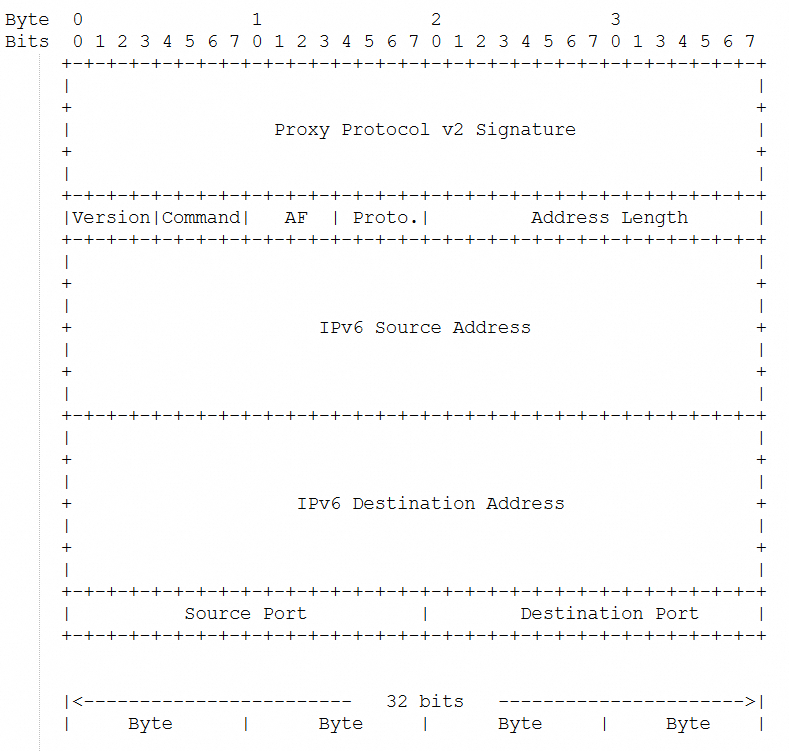 Byte  0               1               2               3
Bits  0 1 2 3 4 5 6 7 0 1 2 3 4 5 6 7 0 1 2 3 4 5 6 7 0 1 3 4 5 6 7
     +-+-+-+-+-+-+-+-+-+-+-+-+-+-+-+-+-+-+-+-+-+-+-+-+-+-+-+-+-+-+-+
     |                                                             |
     +                                                             +
     |                  Proxy Protocol v2 Signature                |
     +                                                             +
     |                                                             |
     +-+-+-+-+-+-+-+-+-+-+-+-+-+-+-+-+-+-+-+-+-+-+-+-+-+-+-+-+-+-+-+
     |Version|Command|   AF  | Proto.|         Address Length      |
     +-+-+-+-+-+-+-+-+-+-+-+-+-+-+-+-+-+-+-+-+-+-+-+-+-+-+-+-+-+-+-+
     |                                                             |
     +                                                             +
     |                                                             |
     +                      IPv6 Source Address                    +
     |                                                             |
     +                                                             +
     |                                                             |
     +-+-+-+-+-+-+-+-+-+-+-+-+-+-+-+-+-+-+-+-+-+-+-+-+-+-+-+-+-+-+-+
     |                                                             |
     +                                                             +
     |                                                             |
     +                    IPv6 Destination Address                 +
     |                                                             |
     +                                                             +
     |                                                             |
     +-+-+-+-+-+-+-+-+-+-+-+-+-+-+-+-+-+-+-+-+-+-+-+-+-+-+-+-+-+-+-+
     |          Source Port          |        Destination Port     |
     +-+-+-+-+-+-+-+-+-+-+-+-+-+-+-+-+-+-+-+-+-+-+-+-+-+-+-+-+-+-+-+
     |<------------------------   32 bits   ---------------------->|
     |     Byte      |      Byte     |      Byte     |     Byte    |